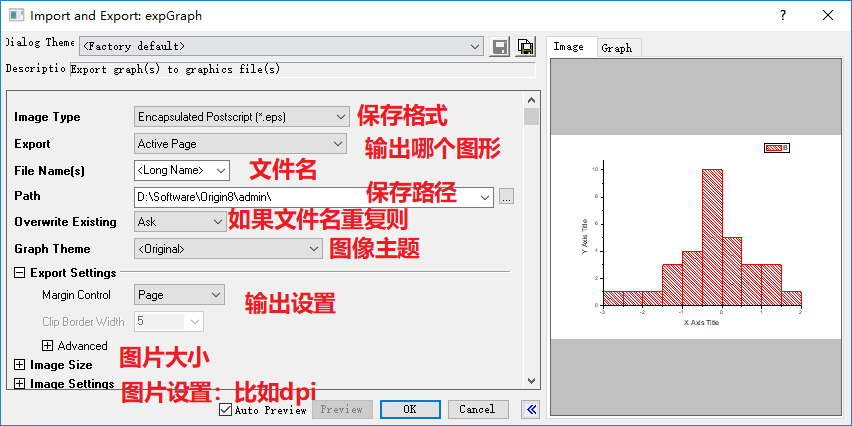 Import and Export: expGraph
Dialog Theme <Factory default>
Descriptio Export graph(s) to graphics file(s)
Image Type Encapsulated Postscript (*.eps) 保存格式
Export Active Page 输出哪个图形
File Name(s) <Long Name> 文件名
Path D:\Software\Origin8\admin\ 保存路径 ...
Overwrite Existing Ask 如果文件名重复则
Graph Theme <Original> 图像主题
Export Settings
Margin Control Page 输出设置
Clip Border Width 5
Advanced
Image Size 图片大小
Image Settings 图片设置：比如dpi
Auto Preview Preview OK Cancel
Image Graph
B
10
8
6
4
2
0
Y Axis Title
-3 -2 -1 0 1 2
X Axis Title